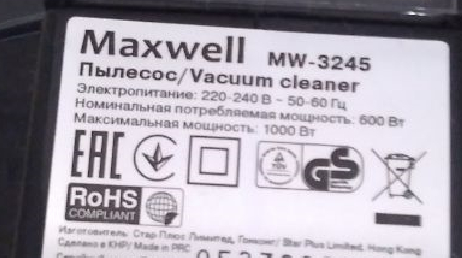 Maxwell MW-3245
Пылесос/Vacuum cleaner
Электропитание: 220-240 В ~ 50-60 Гц
Номинальная потребляемая мощность: 600 Вт
Максимальная мощность: 1000 Вт
EAC
GS
RoHS
COMPLIANT
Изготовитель: Стар Плюс Лимитед, Гонконг/ Star Plus Limited, Hong
Сделано в КНР/ Made in PRC